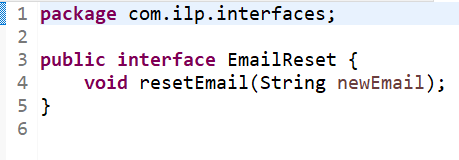 1 package com.ilp.interfaces;
2
3 public interface EmailReset {
4     void resetEmail(String newEmail);
5 }
6